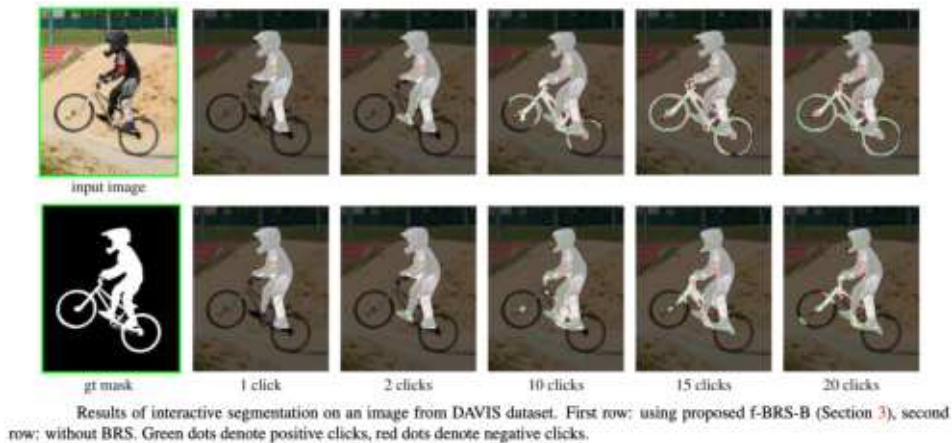 input image
gt mask
1 click
2 clicks
10 clicks
15 clicks
20 clicks
Results of interactive segmentation on an image from DAVIS dataset. First row: using proposed f-BRS-B (Section 3), second
row: without BRS. Green dots denote positive clicks, red dots denote negative clicks.